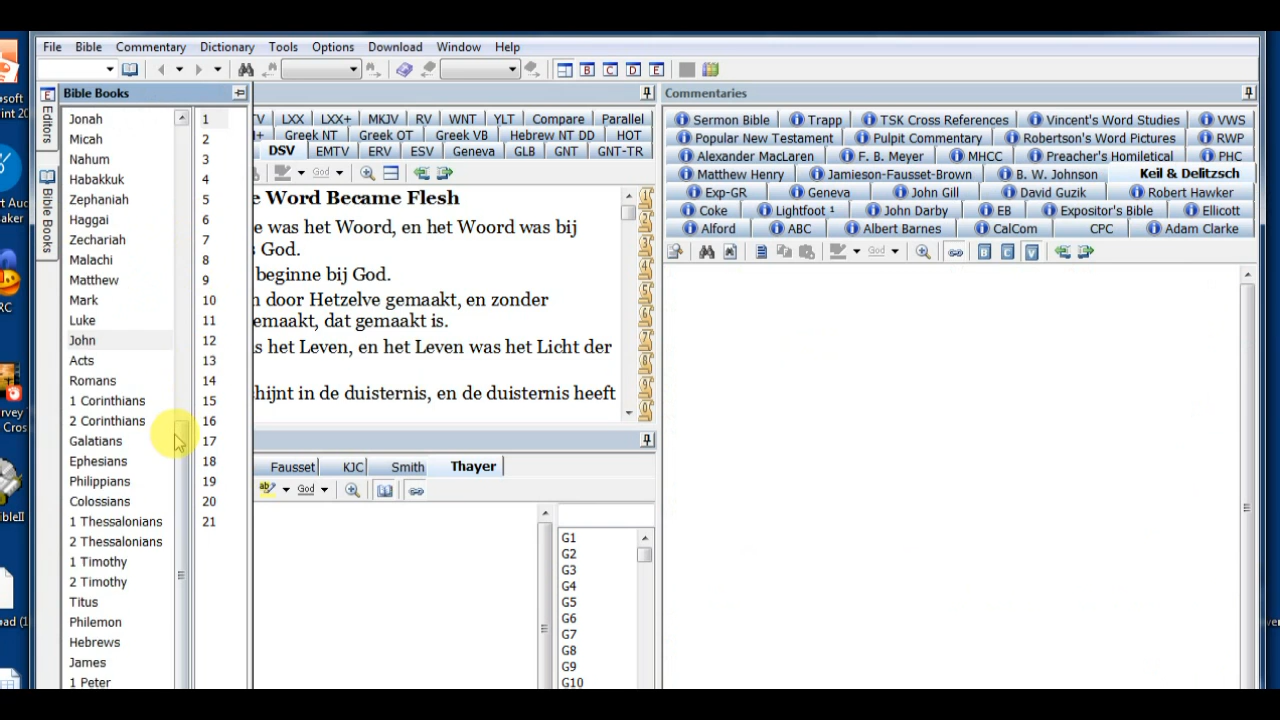 File Bible Commentary Dictionary Tools Options Download Window Help
Bible Books
Editors
Bible Books
Jonah
Micah
Nahum
Habakkuk
Zephaniah
Haggai
Zechariah
Malachi
Matthew
Mark
Luke
John
Acts
Romans
1 Corinthians
2 Corinthians
Galatians
Ephesians
Philippians
Colossians
1 Thessalonians
2 Thessalonians
1 Timothy
2 Timothy
Titus
Philemon
Hebrews
James
1 Peter
1
2
3
4
5
6
7
8
9
10
11
12
13
14
15
16
17
18
19
20
21
TV LXX LXX+ MKJV RV WNT YLT Compare Parallel
Greek NT Greek OT Greek VB Hebrew NT DD HOT
DSV EMTV ERV ESV Geneva GLB GNT GNT-TR
God
e Word Became Flesh
e was het Woord, en het Woord was bij
s God.
beginne bij God.
n door Hetzelve gemaakt, en zonder
emaakt, dat gemaakt is.
s het Leven, en het Leven was het Licht der
hijnt in de duisternis, en de duisternis heeft
Fausset KJC Smith Thayer
God
G1
G2
G3
G4
G5
G6
G7
G8
G9
G10
Commentaries
Sermon Bible Trapp TSK Cross References Vincent's Word Studies VWS
Popular New Testament Pulpit Commentary Robertson's Word Pictures RWP
Alexander MacLaren F. B. Meyer MHCC Preacher's Homiletical PHC
Matthew Henry Jamieson-Fausset-Brown B. W. Johnson Keil & Delitzsch
Exp-GR Geneva John Gill David Guzik Robert Hawker
Coke Lightfoot ¹ John Darby EB Expositor's Bible Ellicott
Alford ABC Albert Barnes CalCom CPC Adam Clarke
God
B C V
B C D E